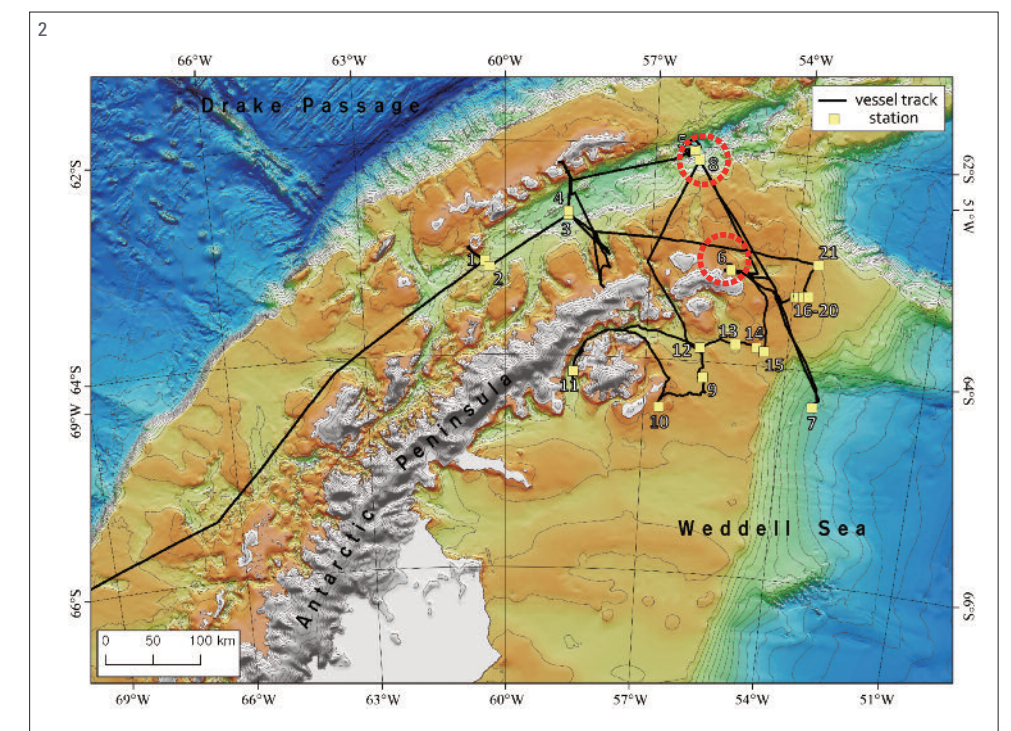 2
66°W 63°W 60°W 57°W 54°W
Drake Passage
vessel track
station
62°S
62°S
51°W
5
8
4
3
1
2
6
21
16-20
13
14
12
15
11
9
10
7
64°S
69°W
64°S
Antarctic Peninsula
Weddell Sea
66°S
66°S
0 50 100 km
69°W 66°W 63°W 60°W 57°W 54°W 51°W